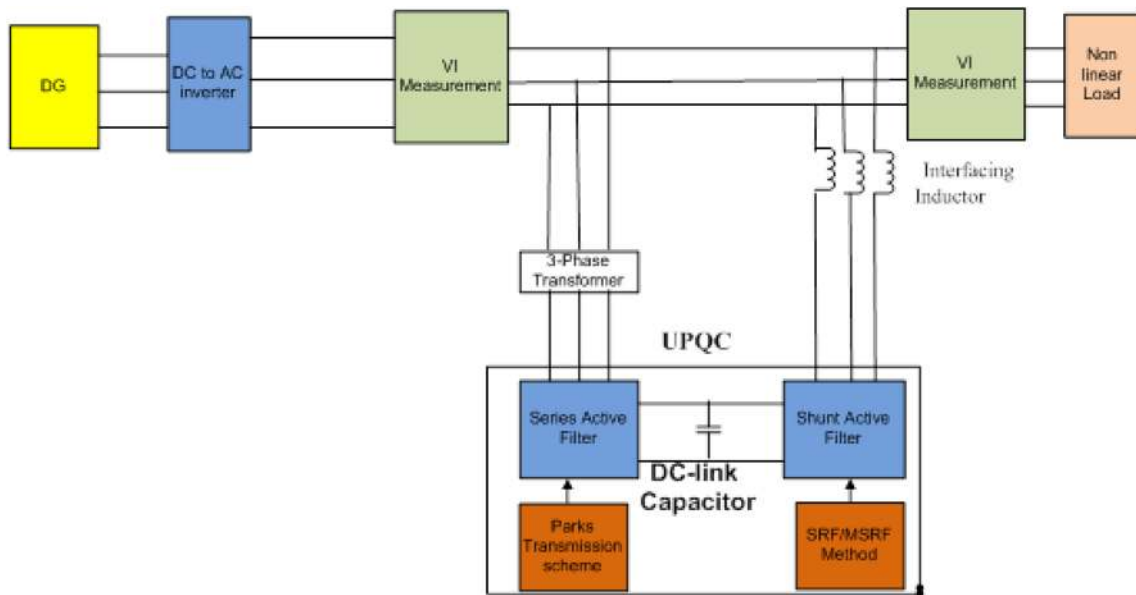 DG
DC to AC
inverter
VI
Measurement
VI
Measurement
Non
linear
Load
Interfacing
Inductor
3-Phase
Transformer
UPQC
Series Active
Filter
Shunt Active
Filter
DC-link
Capacitor
Parks
Transmission
scheme
SRF/MSRF
Method